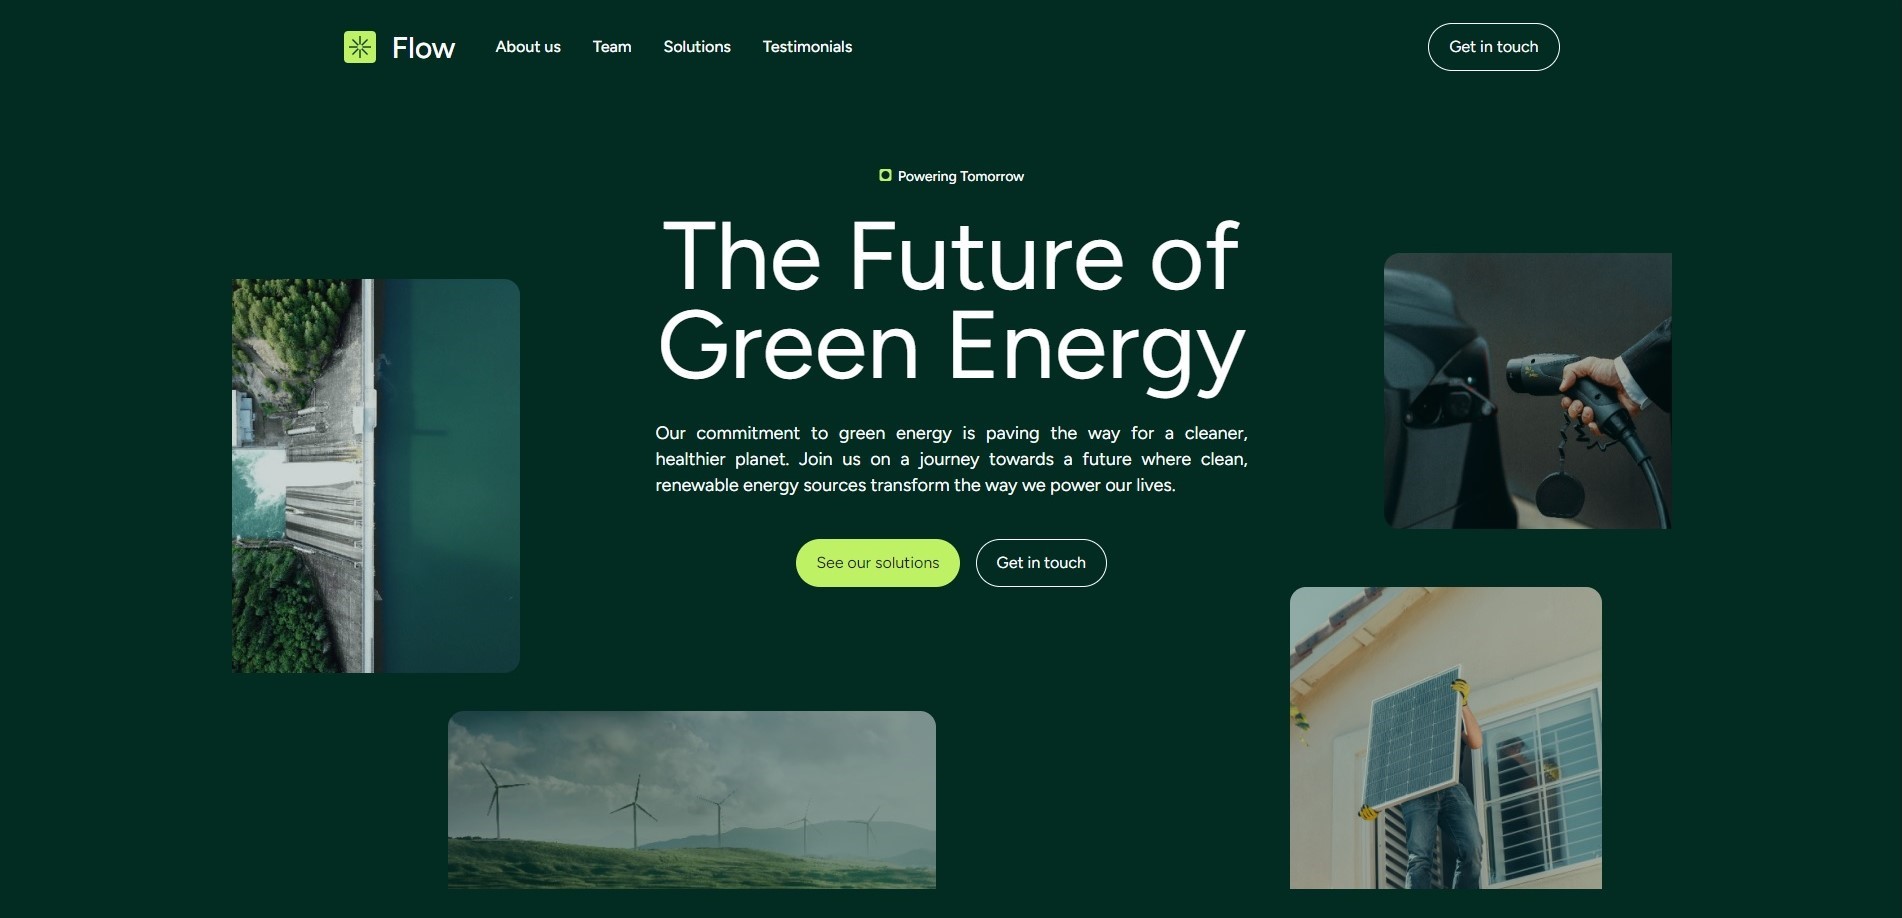 Flow
About us
Team
Solutions
Testimonials
Get in touch
Powering Tomorrow
The Future of
Green Energy
Our commitment to green energy is paving the way for a cleaner,
healthier planet. Join us on a journey towards a future where clean,
renewable energy sources transform the way we power our lives.
See our solutions
Get in touch